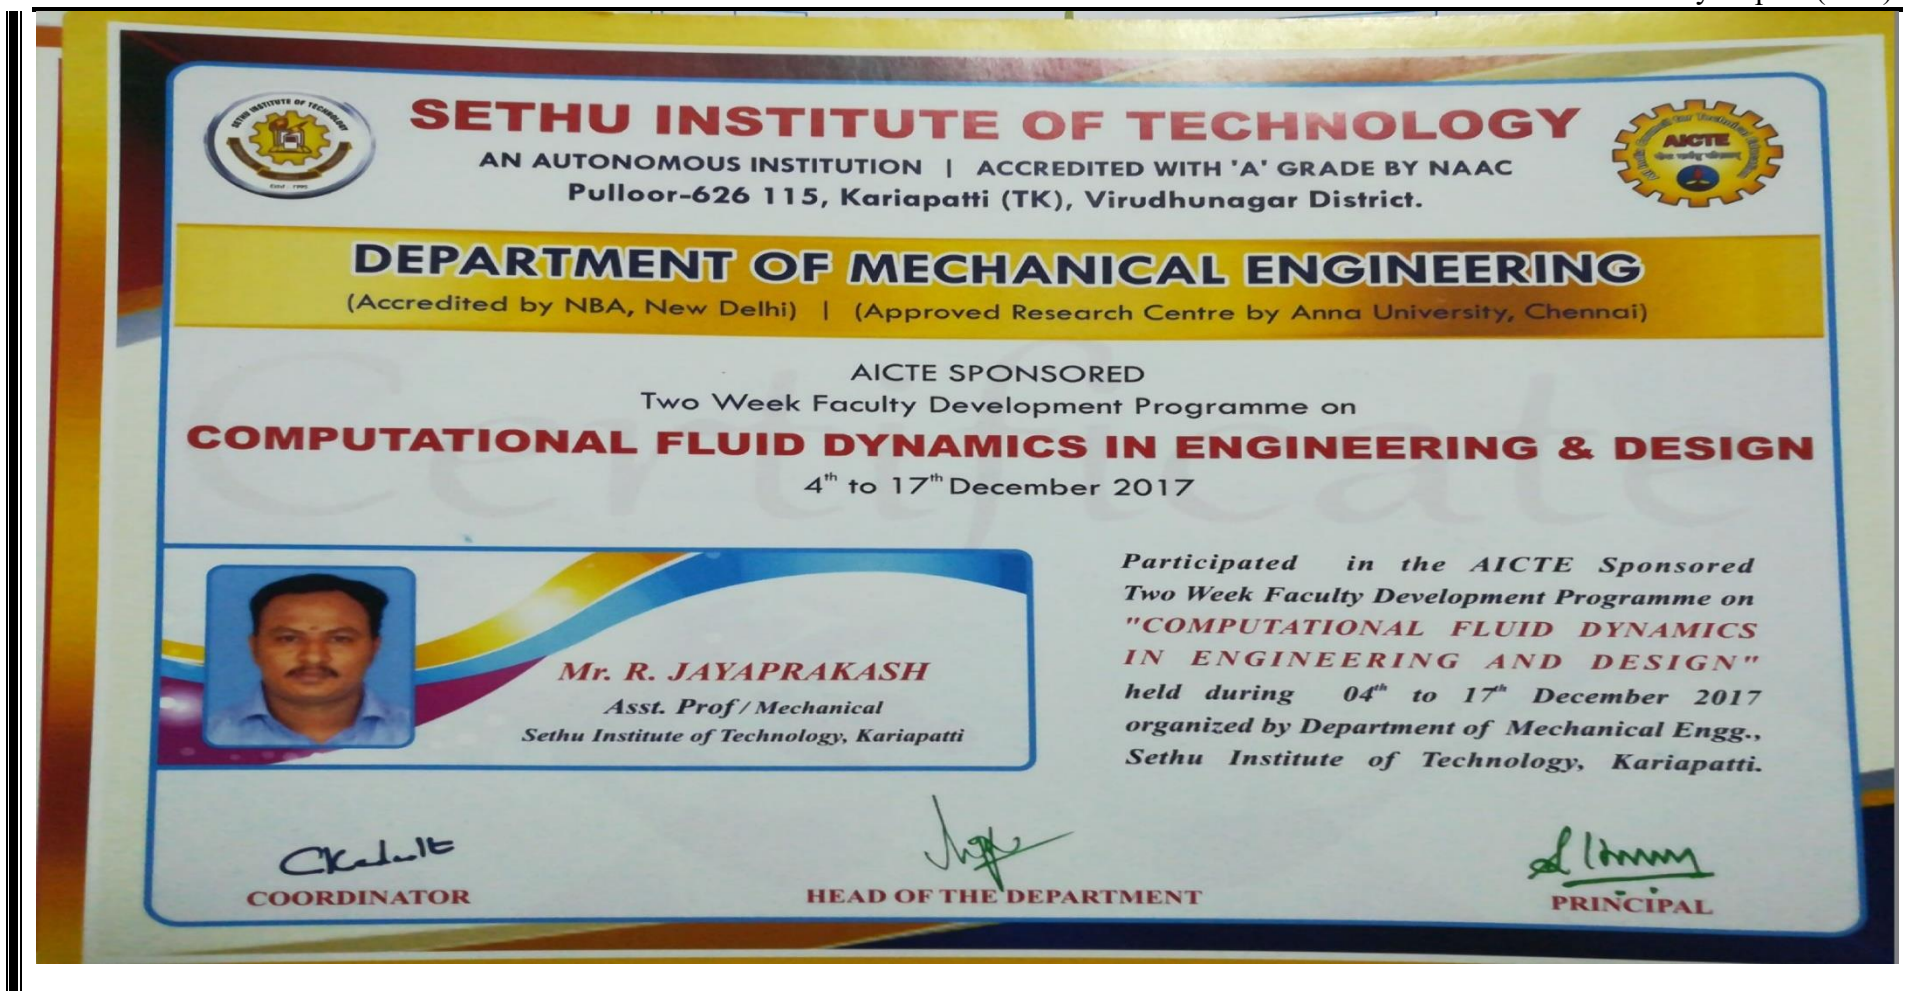 SETHU INSTITUTE OF TECHNOLOGY
AICTE
SETHU INSTITUTE OF TECHNOLOGY
AN AUTONOMOUS INSTITUTION | ACCREDITED WITH 'A' GRADE BY NAAC
Pulloor-626 115, Kariapatti (TK), Virudhunagar District.
DEPARTMENT OF MECHANICAL ENGINEERING
(Accredited by NBA, New Delhi) | (Approved Research Centre by Anna University, Chennai)
Certificate
AICTE SPONSORED
Two Week Faculty Development Programme on
COMPUTATIONAL FLUID DYNAMICS IN ENGINEERING & DESIGN
4th to 17th December 2017
Mr. R. JAYAPRAKASH
Asst. Prof / Mechanical
Sethu Institute of Technology, Kariapatti
Participated in the AICTE Sponsored
Two Week Faculty Development Programme on
"COMPUTATIONAL FLUID DYNAMICS
IN ENGINEERING AND DESIGN"
held during 04th to 17th December 2017
organized by Department of Mechanical Engg.,
Sethu Institute of Technology, Kariapatti.
COORDINATOR
HEAD OF THE DEPARTMENT
PRINCIPAL